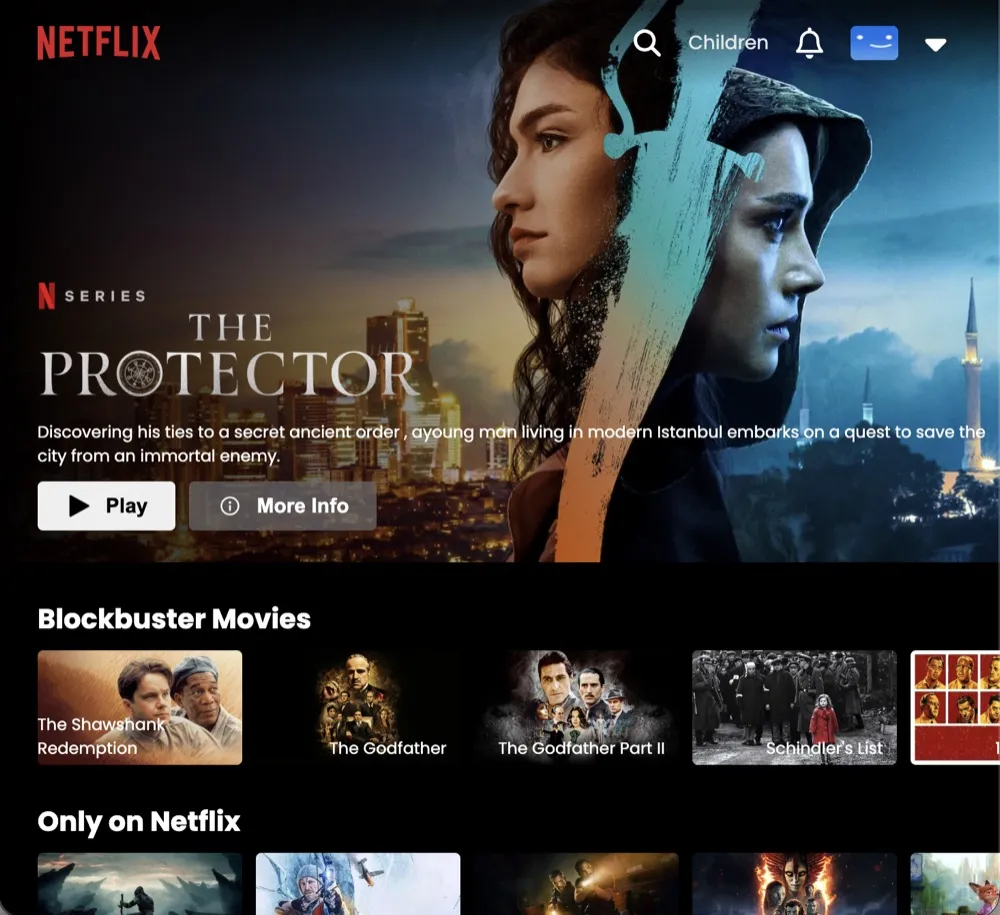 NETFLIX
Children
N SERIES
THE
PROTECTOR
Discovering his ties to a secret ancient order , ayoung man living in modern Istanbul embarks on a quest to save the
city from an immortal enemy.
Play
More Info
Blockbuster Movies
The Shawshank
Redemption
The Godfather
The Godfather Part II
Schindler's List
Only on Netflix